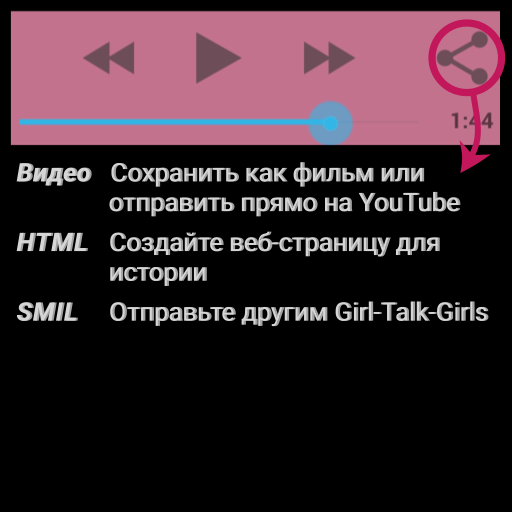 1:44
Видео Сохранить как фильм или
отправить прямо на YouTube
HTML Создайте веб-страницу для
истории
SMIL Отправьте другим Girl-Talk-Girls